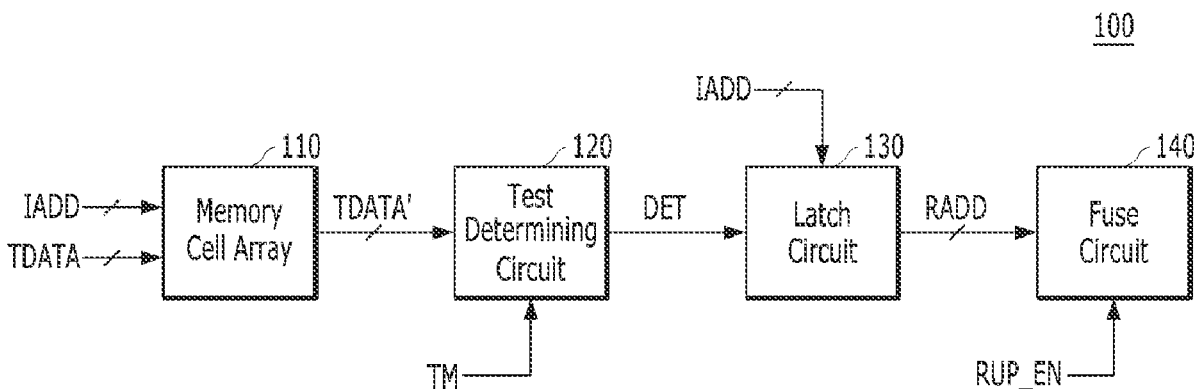 100
IADD
110
120
130
140
IADD
TDATA
Memory
Cell Array
TDATA'
Test
Determining
Circuit
DET
Latch
Circuit
RADD
Fuse
Circuit
TM
RUP_EN